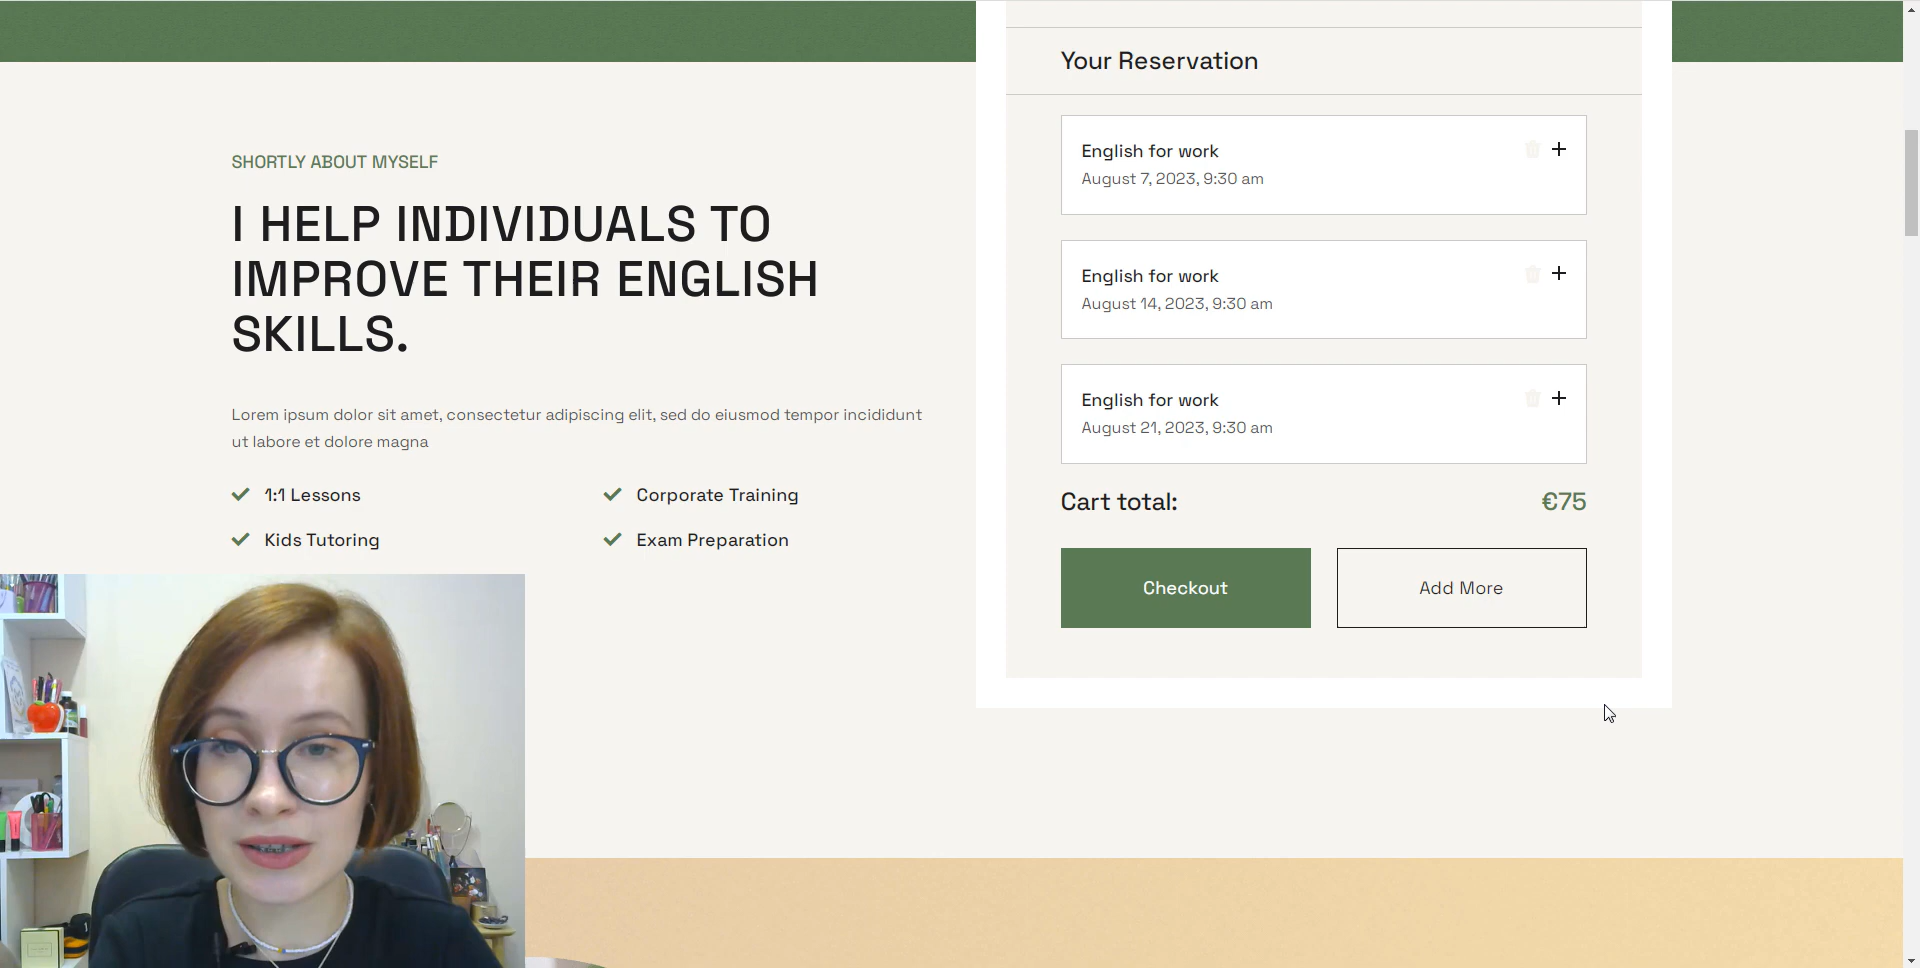 SHORTLY ABOUT MYSELF
I HELP INDIVIDUALS TO
IMPROVE THEIR ENGLISH
SKILLS.
Lorem ipsum dolor sit amet, consectetur adipiscing elit, sed do eiusmod tempor incididunt
ut labore et dolore magna
1:1 Lessons
Corporate Training
Kids Tutoring
Exam Preparation
Your Reservation
English for work
August 7, 2023, 9:30 am
English for work
August 14, 2023, 9:30 am
English for work
August 21, 2023, 9:30 am
Cart total:
€75
Checkout
Add More